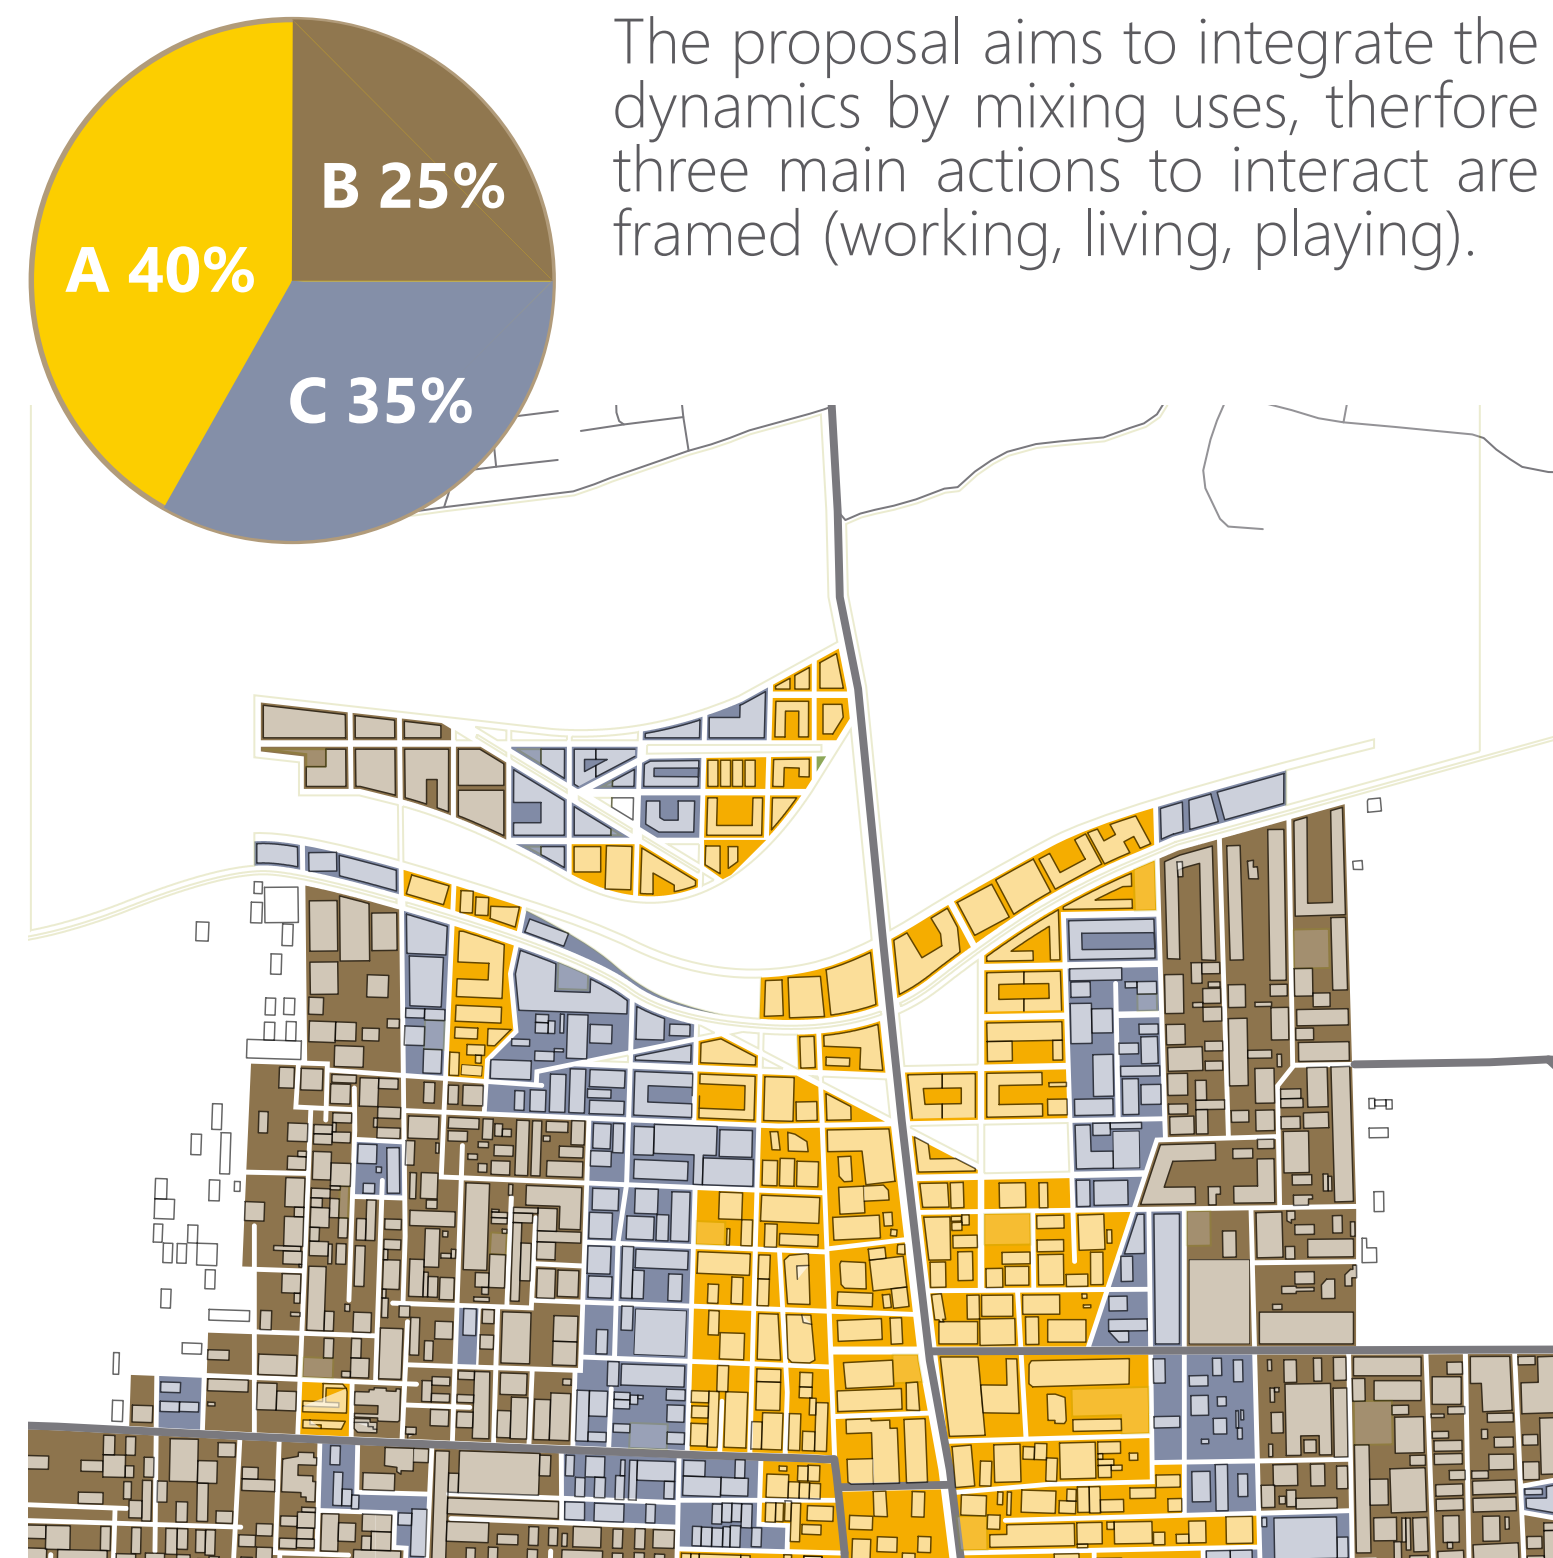 The proposal aims to integrate the
dynamics by mixing uses, therfore
three main actions to interact are
framed (working, living, playing).
B 25%
A 40%
C 35%